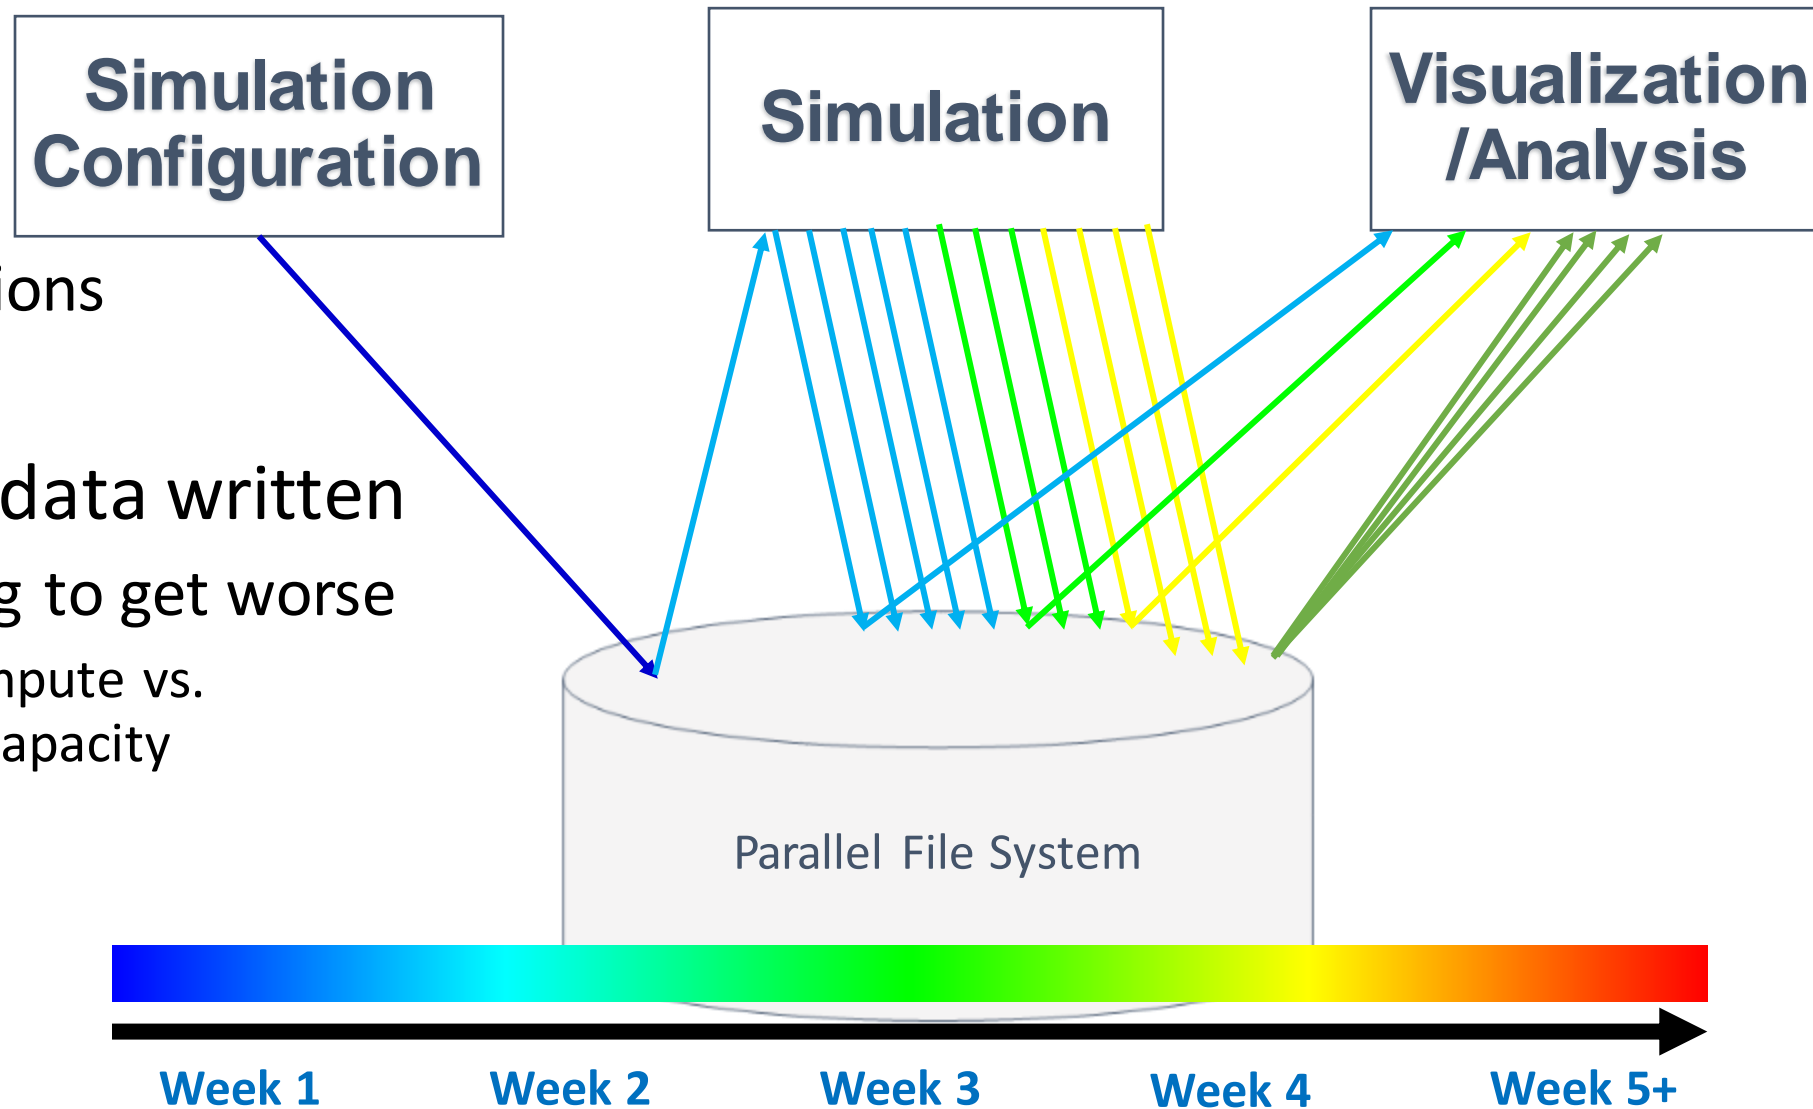 Simulation
Configuration
Simulation
Visualization
/Analysis
ions
data written
g to get worse
mpute vs.
apacity
Parallel File System
Week 1
Week 2
Week 3
Week 4
Week 5+